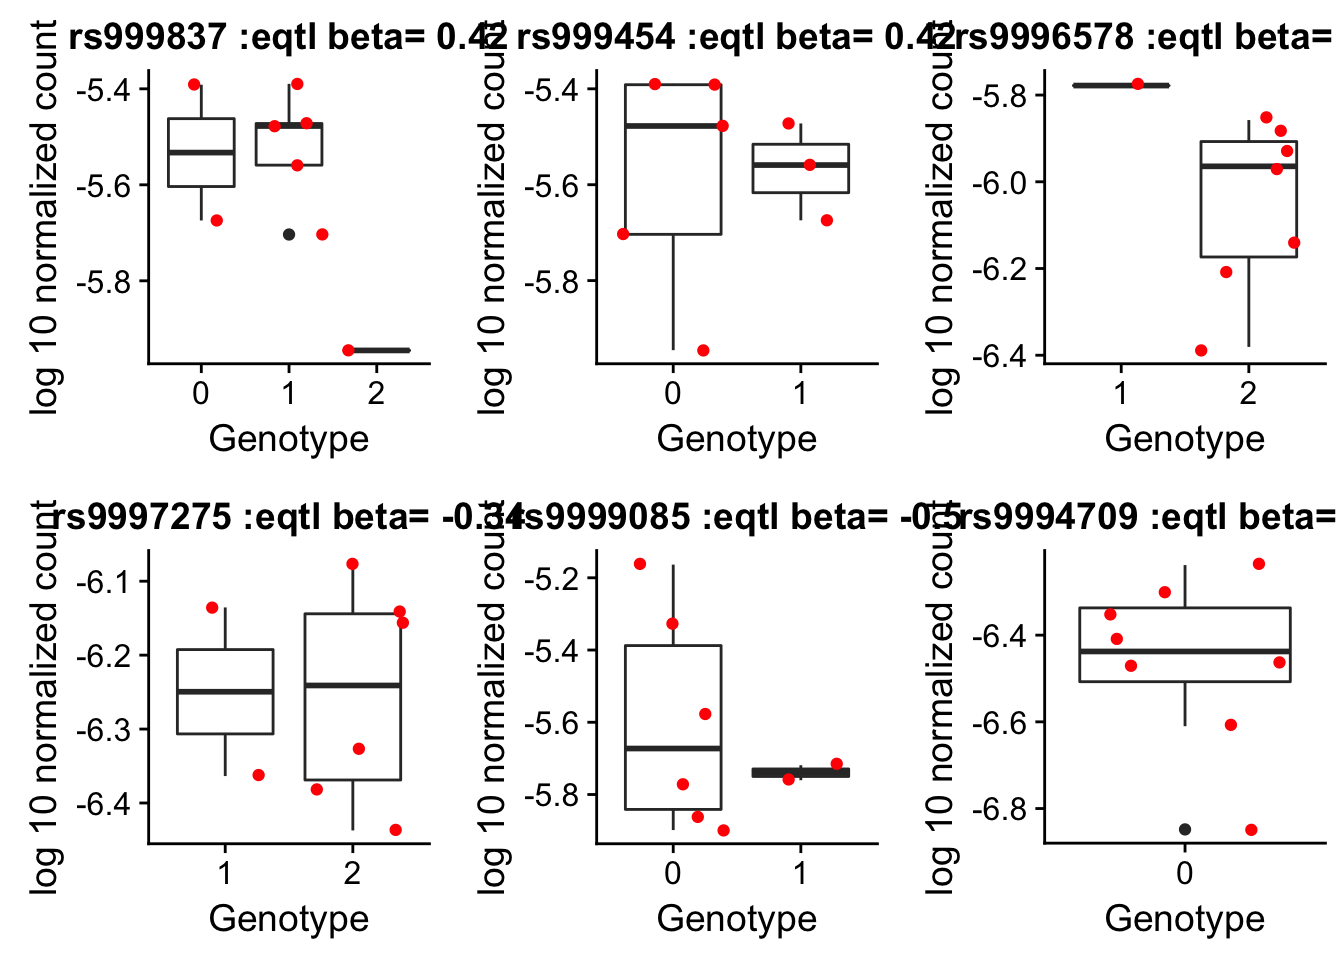 rs999837 :eqtl beta= 0.42
log 10 normalized count
-5.4
-5.6
-5.8
0 1 2
Genotype
rs999454 :eqtl beta= 0.42
log 10 normalized count
-5.4
-5.6
-5.8
0 1
Genotype
rs9996578 :eqtl beta=
log 10 normalized count
-5.8
-6.0
-6.2
-6.4
1 2
Genotype
rs9997275 :eqtl beta= -0.34
log 10 normalized count
-6.1
-6.2
-6.3
-6.4
1 2
Genotype
rs9999085 :eqtl beta= -0.5
log 10 normalized count
-5.2
-5.4
-5.6
-5.8
0 1
Genotype
rs9994709 :eqtl beta=
log 10 normalized count
-6.4
-6.6
-6.8
0
Genotype